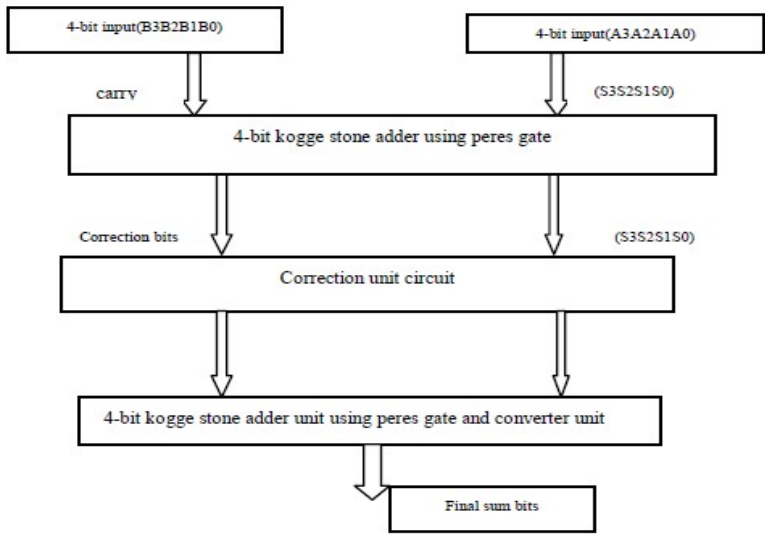 4-bit input(B3B2B1B0)
4-bit input(A3A2A1A0)
carry
(S3S2S1S0)
4-bit kogge stone adder using peres gate
Correction bits
(S3S2S1S0)
Correction unit circuit
4-bit kogge stone adder unit using peres gate and converter unit
Final sum bits